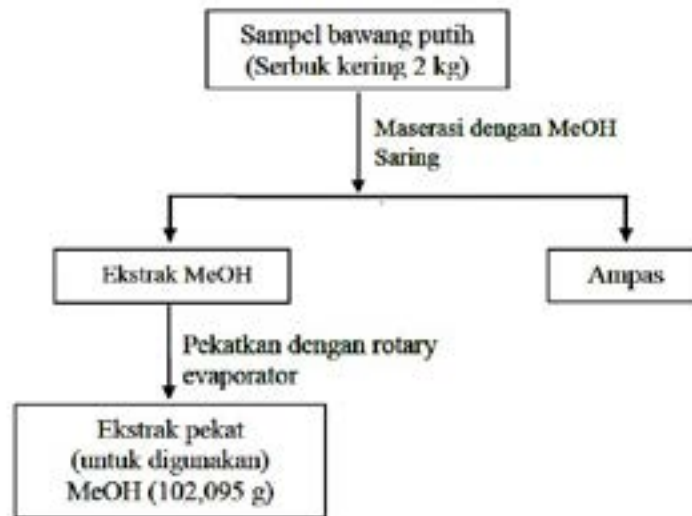 Sampel bawang putih
(Serbuk kering 2 kg)
Maserasi dengan MeOH
Saring
Ekstrak MeOH
Ampas
Pekatkan dengan rotary
evaporator
Ekstrak pekat
(untuk digunakan)
MeOH (102,095 g)